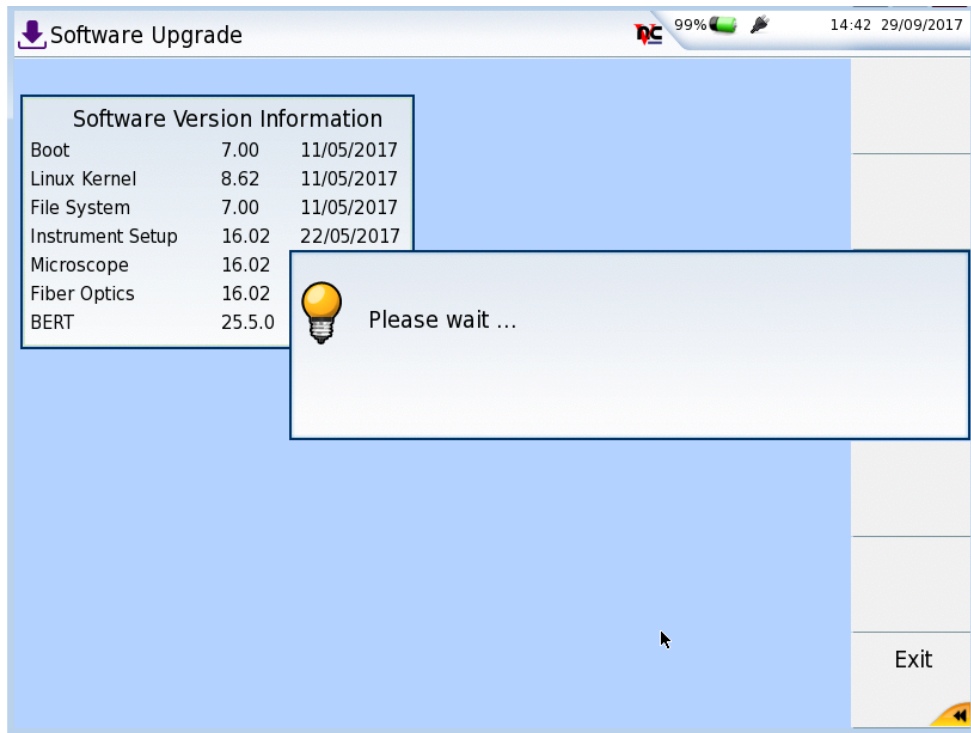 Software Upgrade
99%
14:42 29/09/2017
Software Version Information
Boot 7.00 11/05/2017
Linux Kernel 8.62 11/05/2017
File System 7.00 11/05/2017
Instrument Setup 16.02 22/05/2017
Microscope 16.02
Fiber Optics 16.02
BERT 25.5.0
Please wait ...
Exit